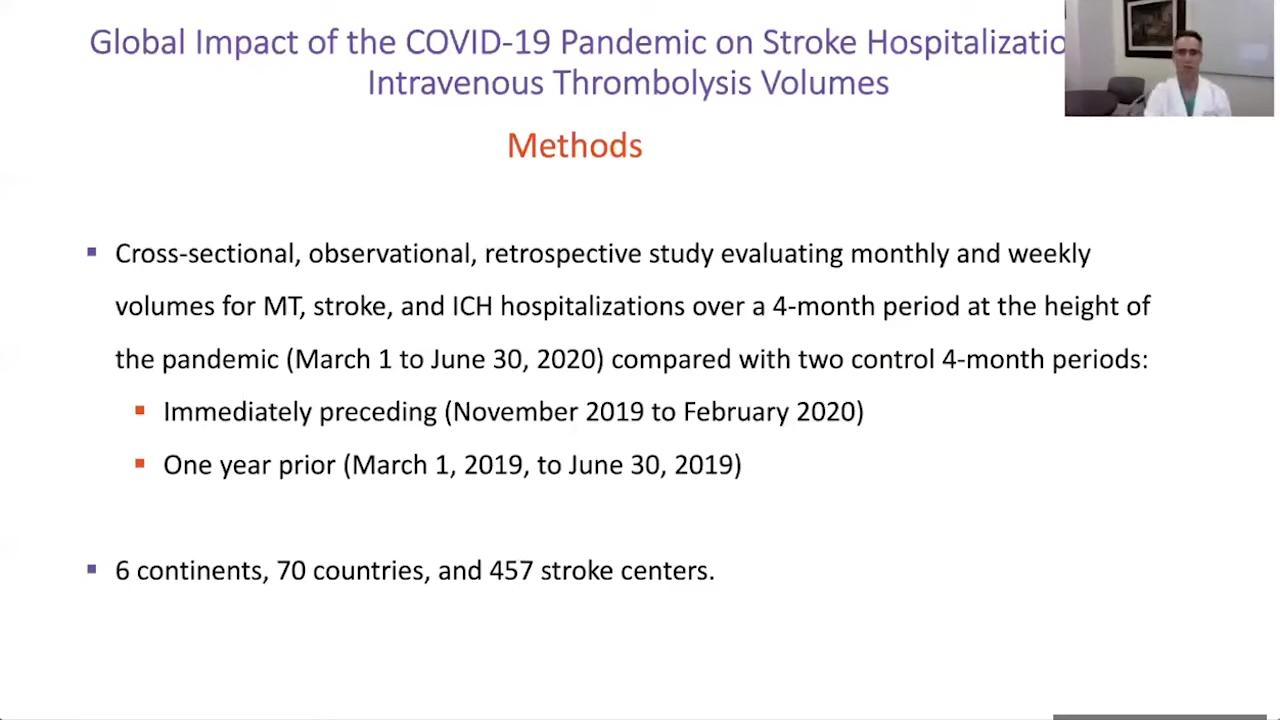 Global Impact of the COVID-19 Pandemic on Stroke
Intravenous Thrombolysis Volumes
Methods
▪ Cross-sectional, observational, retrospective study evaluating monthly and weekly
volumes for MT, stroke, and ICH hospitalizations over a 4-month period at the height of
the pandemic (March 1 to June 30, 2020) compared with two control 4-month periods:
▪ Immediately preceding (November 2019 to February 2020)
▪ One year prior (March 1, 2019, to June 30, 2019)
▪ 6 continents, 70 countries, and 457 stroke centers.